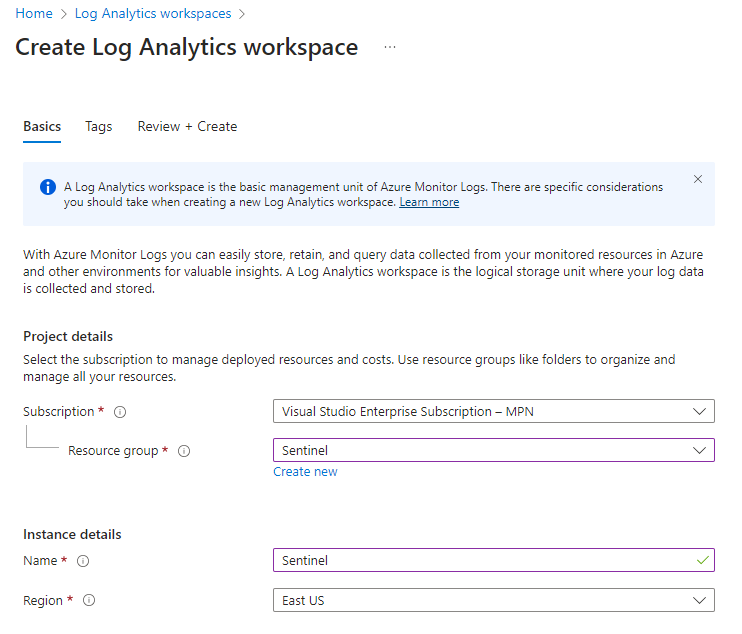 Home > Log Analytics workspaces >
Create Log Analytics workspace ...
Basics Tags Review + Create
A Log Analytics workspace is the basic management unit of Azure Monitor Logs. There are specific considerations
you should take when creating a new Log Analytics workspace. Learn more
With Azure Monitor Logs you can easily store, retain, and query data collected from your monitored resources in Azure
and other environments for valuable insights. A Log Analytics workspace is the logical storage unit where your log data
is collected and stored.
Project details
Select the subscription to manage deployed resources and costs. Use resource groups like folders to organize and
manage all your resources.
Subscription * Visual Studio Enterprise Subscription – MPN
Resource group * Sentinel
Create new
Instance details
Name * Sentinel
Region * East US